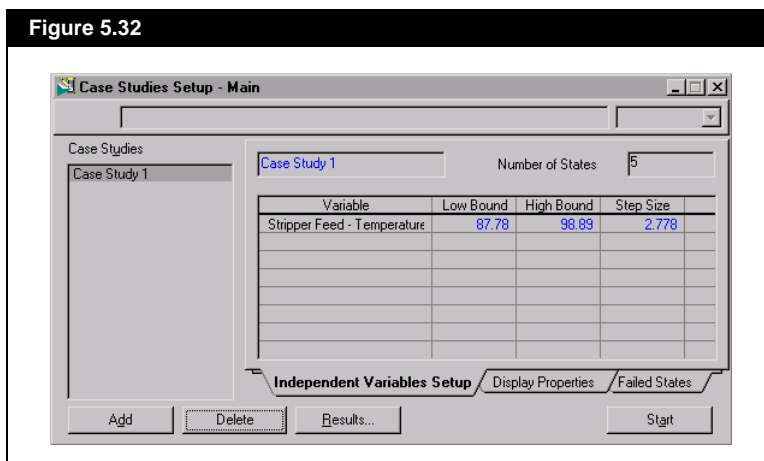 Figure 5.32
Case Studies Setup - Main
Case Studies
Case Study 1
Case Study 1 Number of States 5
Variable Low Bound High Bound Step Size
Stripper Feed - Temperature 87.78 98.89 2.778
Independent Variables Setup Display Properties Failed States
Add Delete Results... Start